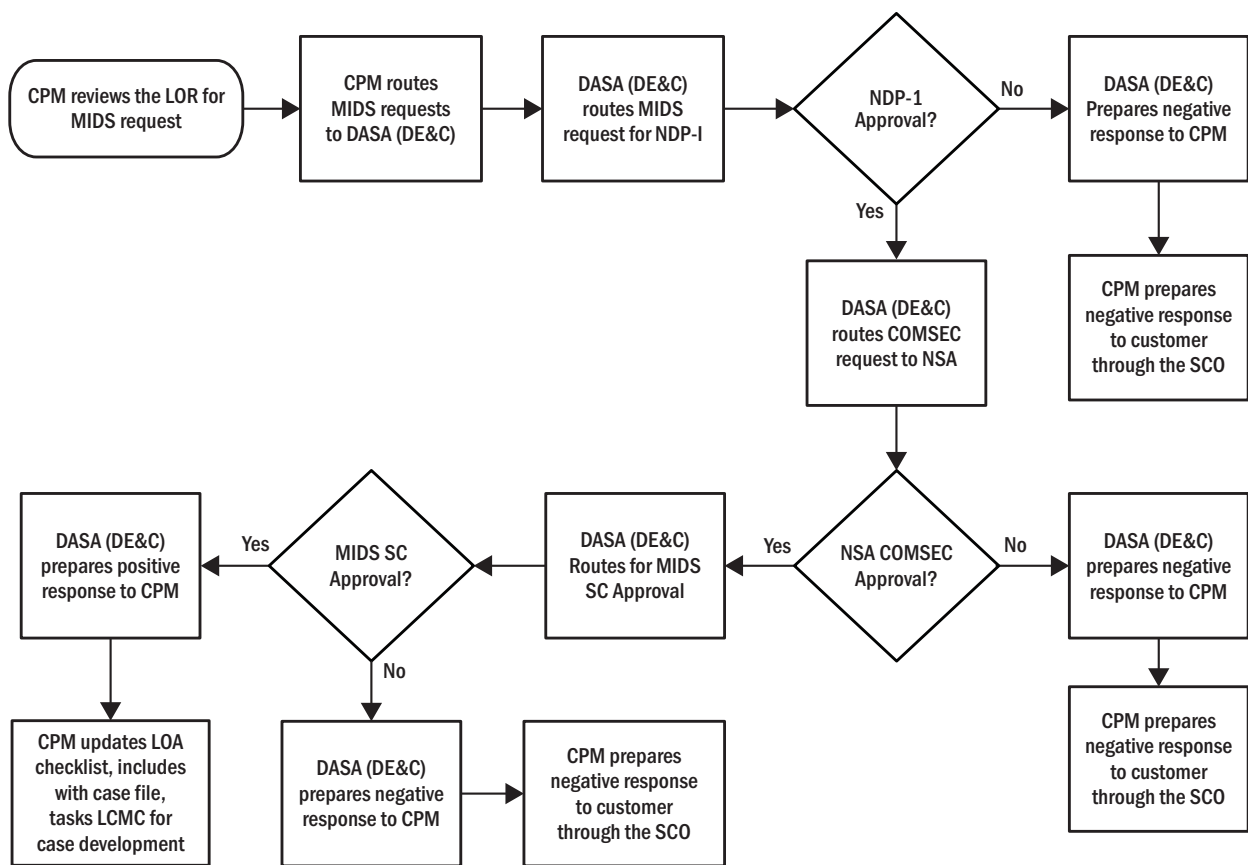 CPM reviews the LOR for
MIDS request
CPM routes
MIDS requests
to DASA (DE&C)
DASA (DE&C)
routes MIDS
request for NDP-I
NDP-1
Approval?
No
DASA (DE&C)
Prepares negative
response to CPM
Yes
CPM prepares
negative response
to customer
through the SCO
DASA (DE&C)
routes COMSEC
request to NSA
NSA COMSEC
Approval?
No
DASA (DE&C)
prepares negative
response to CPM
CPM prepares
negative response
to customer
through the SCO
Yes
DASA (DE&C)
Routes for MIDS
SC Approval
MIDS SC
Approval?
Yes
DASA (DE&C)
prepares positive
response to CPM
CPM updates LOA
checklist, includes
with case file,
tasks LCMC for
case development
No
DASA (DE&C)
prepares negative
response to CPM
CPM prepares
negative response
to customer
through the SCO